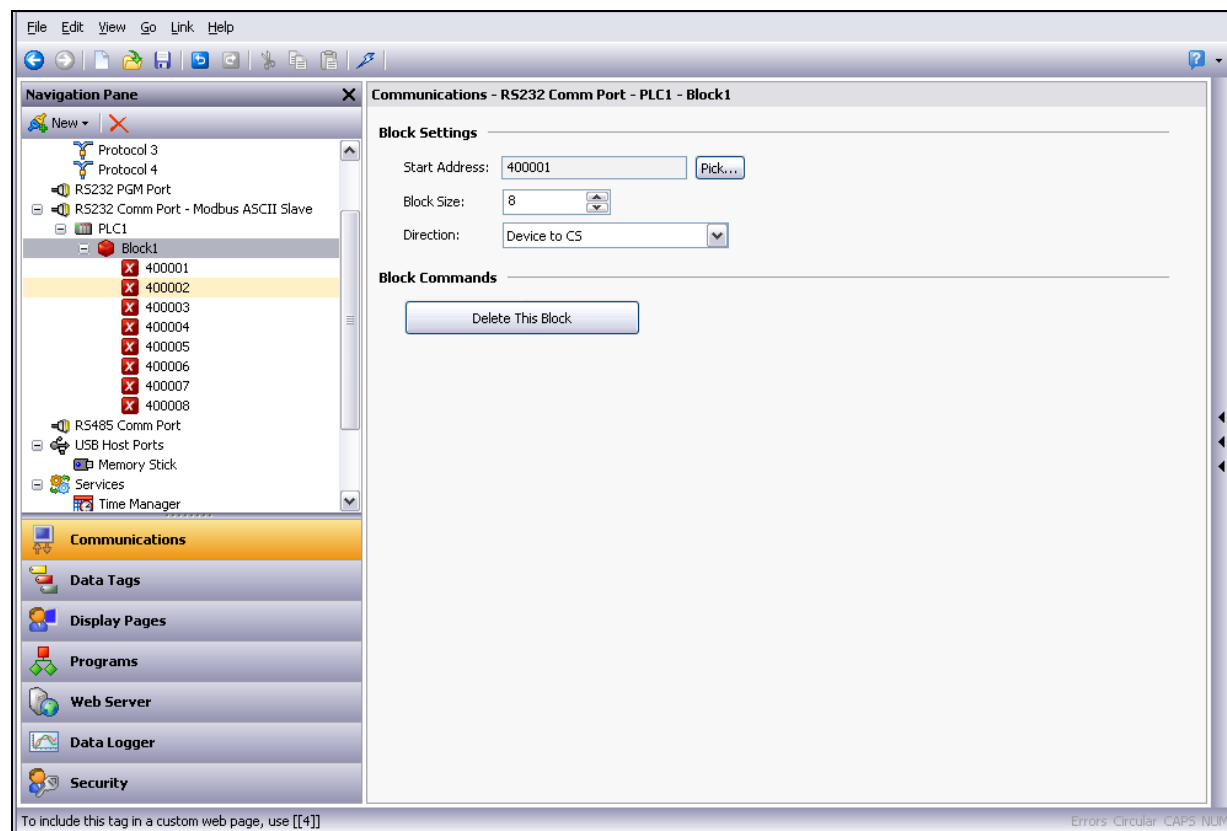 File Edit View Go Link Help
Navigation Pane
New
Protocol 3
Protocol 4
RS232 PGM Port
RS232 Comm Port - Modbus ASCII Slave
PLC1
Block1
400001
400002
400003
400004
400005
400006
400007
400008
RS485 Comm Port
USB Host Ports
Memory Stick
Services
Time Manager
Communications
Data Tags
Display Pages
Programs
Web Server
Data Logger
Security
Communications - RS232 Comm Port - PLC1 - Block1
Block Settings
Start Address: 400001 Pick...
Block Size: 8
Direction: Device to CS
Block Commands
Delete This Block
To include this tag in a custom web page, use [[4]]
Errors Circular CAPS NUM